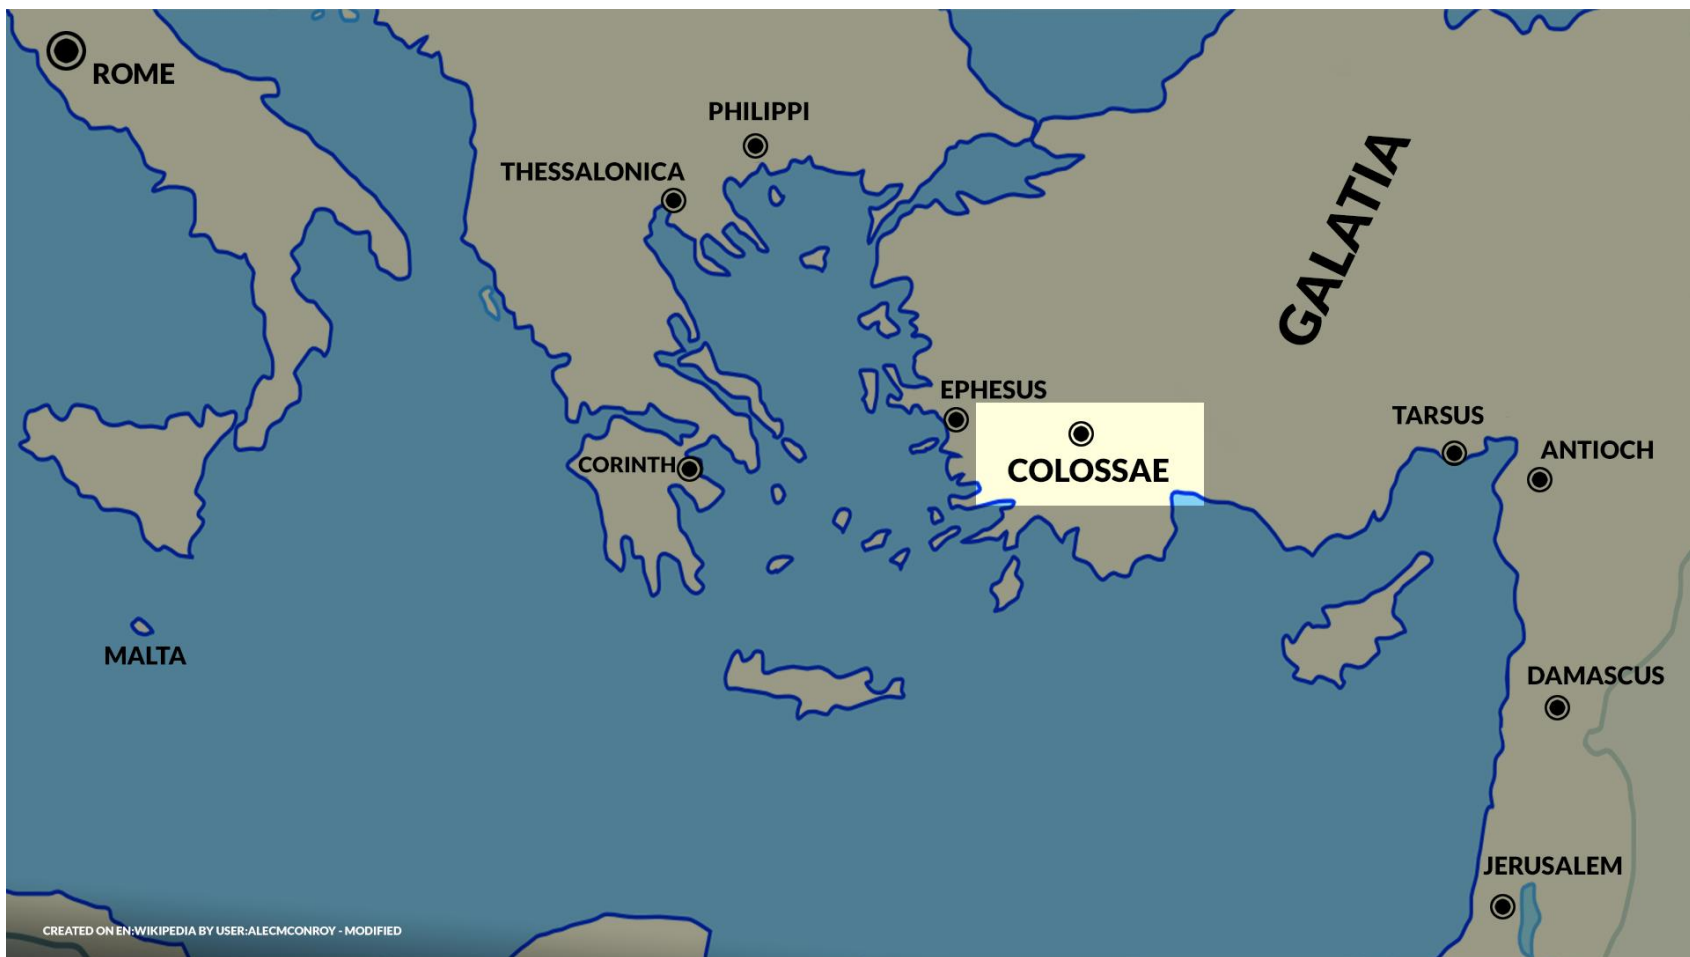 ROME
PHILIPPI
THESSALONICA
GALATIA
EPHESUS
TARSUS
ANTIOCH
CORINTH
COLOSSAE
MALTA
DAMASCUS
JERUSALEM
CREATED ON EN:WIKIPEDIA BY USER:ALECMCONROY - MODIFIED